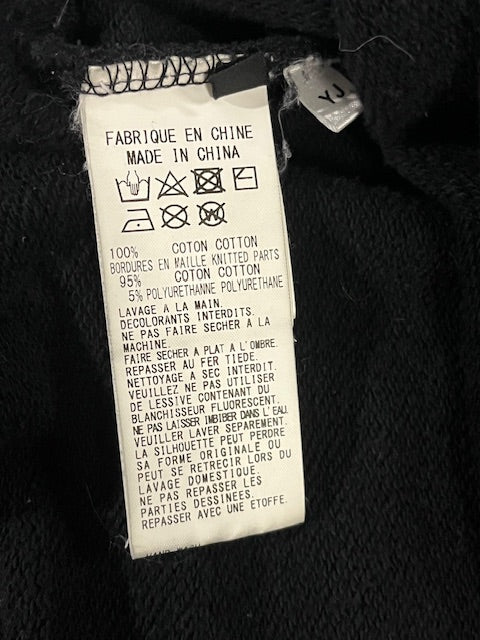 YJ
FABRIQUE EN CHINE
MADE IN CHINA
W
100% COTON COTTON
BORDURES EN MAILLE KNITTED PARTS
95% COTON COTTON
5% POLYURETHANNE POLYURETHANE
LAVAGE A LA MAIN.
DECOLORANTS INTERDITS.
NE PAS FAIRE SECHER A LA
MACHINE.
FAIRE SECHER A PLAT A L'OMBRE.
REPASSER AU FER TIEDE.
NETTOYAGE A SEC INTERDIT.
VEUILLEZ NE PAS UTILISER
DE LESSIVE CONTENANT DU
BLANCHISSEUR FLUORESCENT.
NE PAS LAISSER IMBIBER DANS L'EAU.
VEUILLER LAVER SEPAREMENT.
LA SILHOUETTE PEUT PERDRE
SA FORME ORIGINALE OU
PEUT SE RETRECIR LORS DU
LAVAGE DOMESTIQUE.
NE PAS REPASSER LES
PARTIES DESSINEES.
REPASSER AVEC UNE ETOFFE.